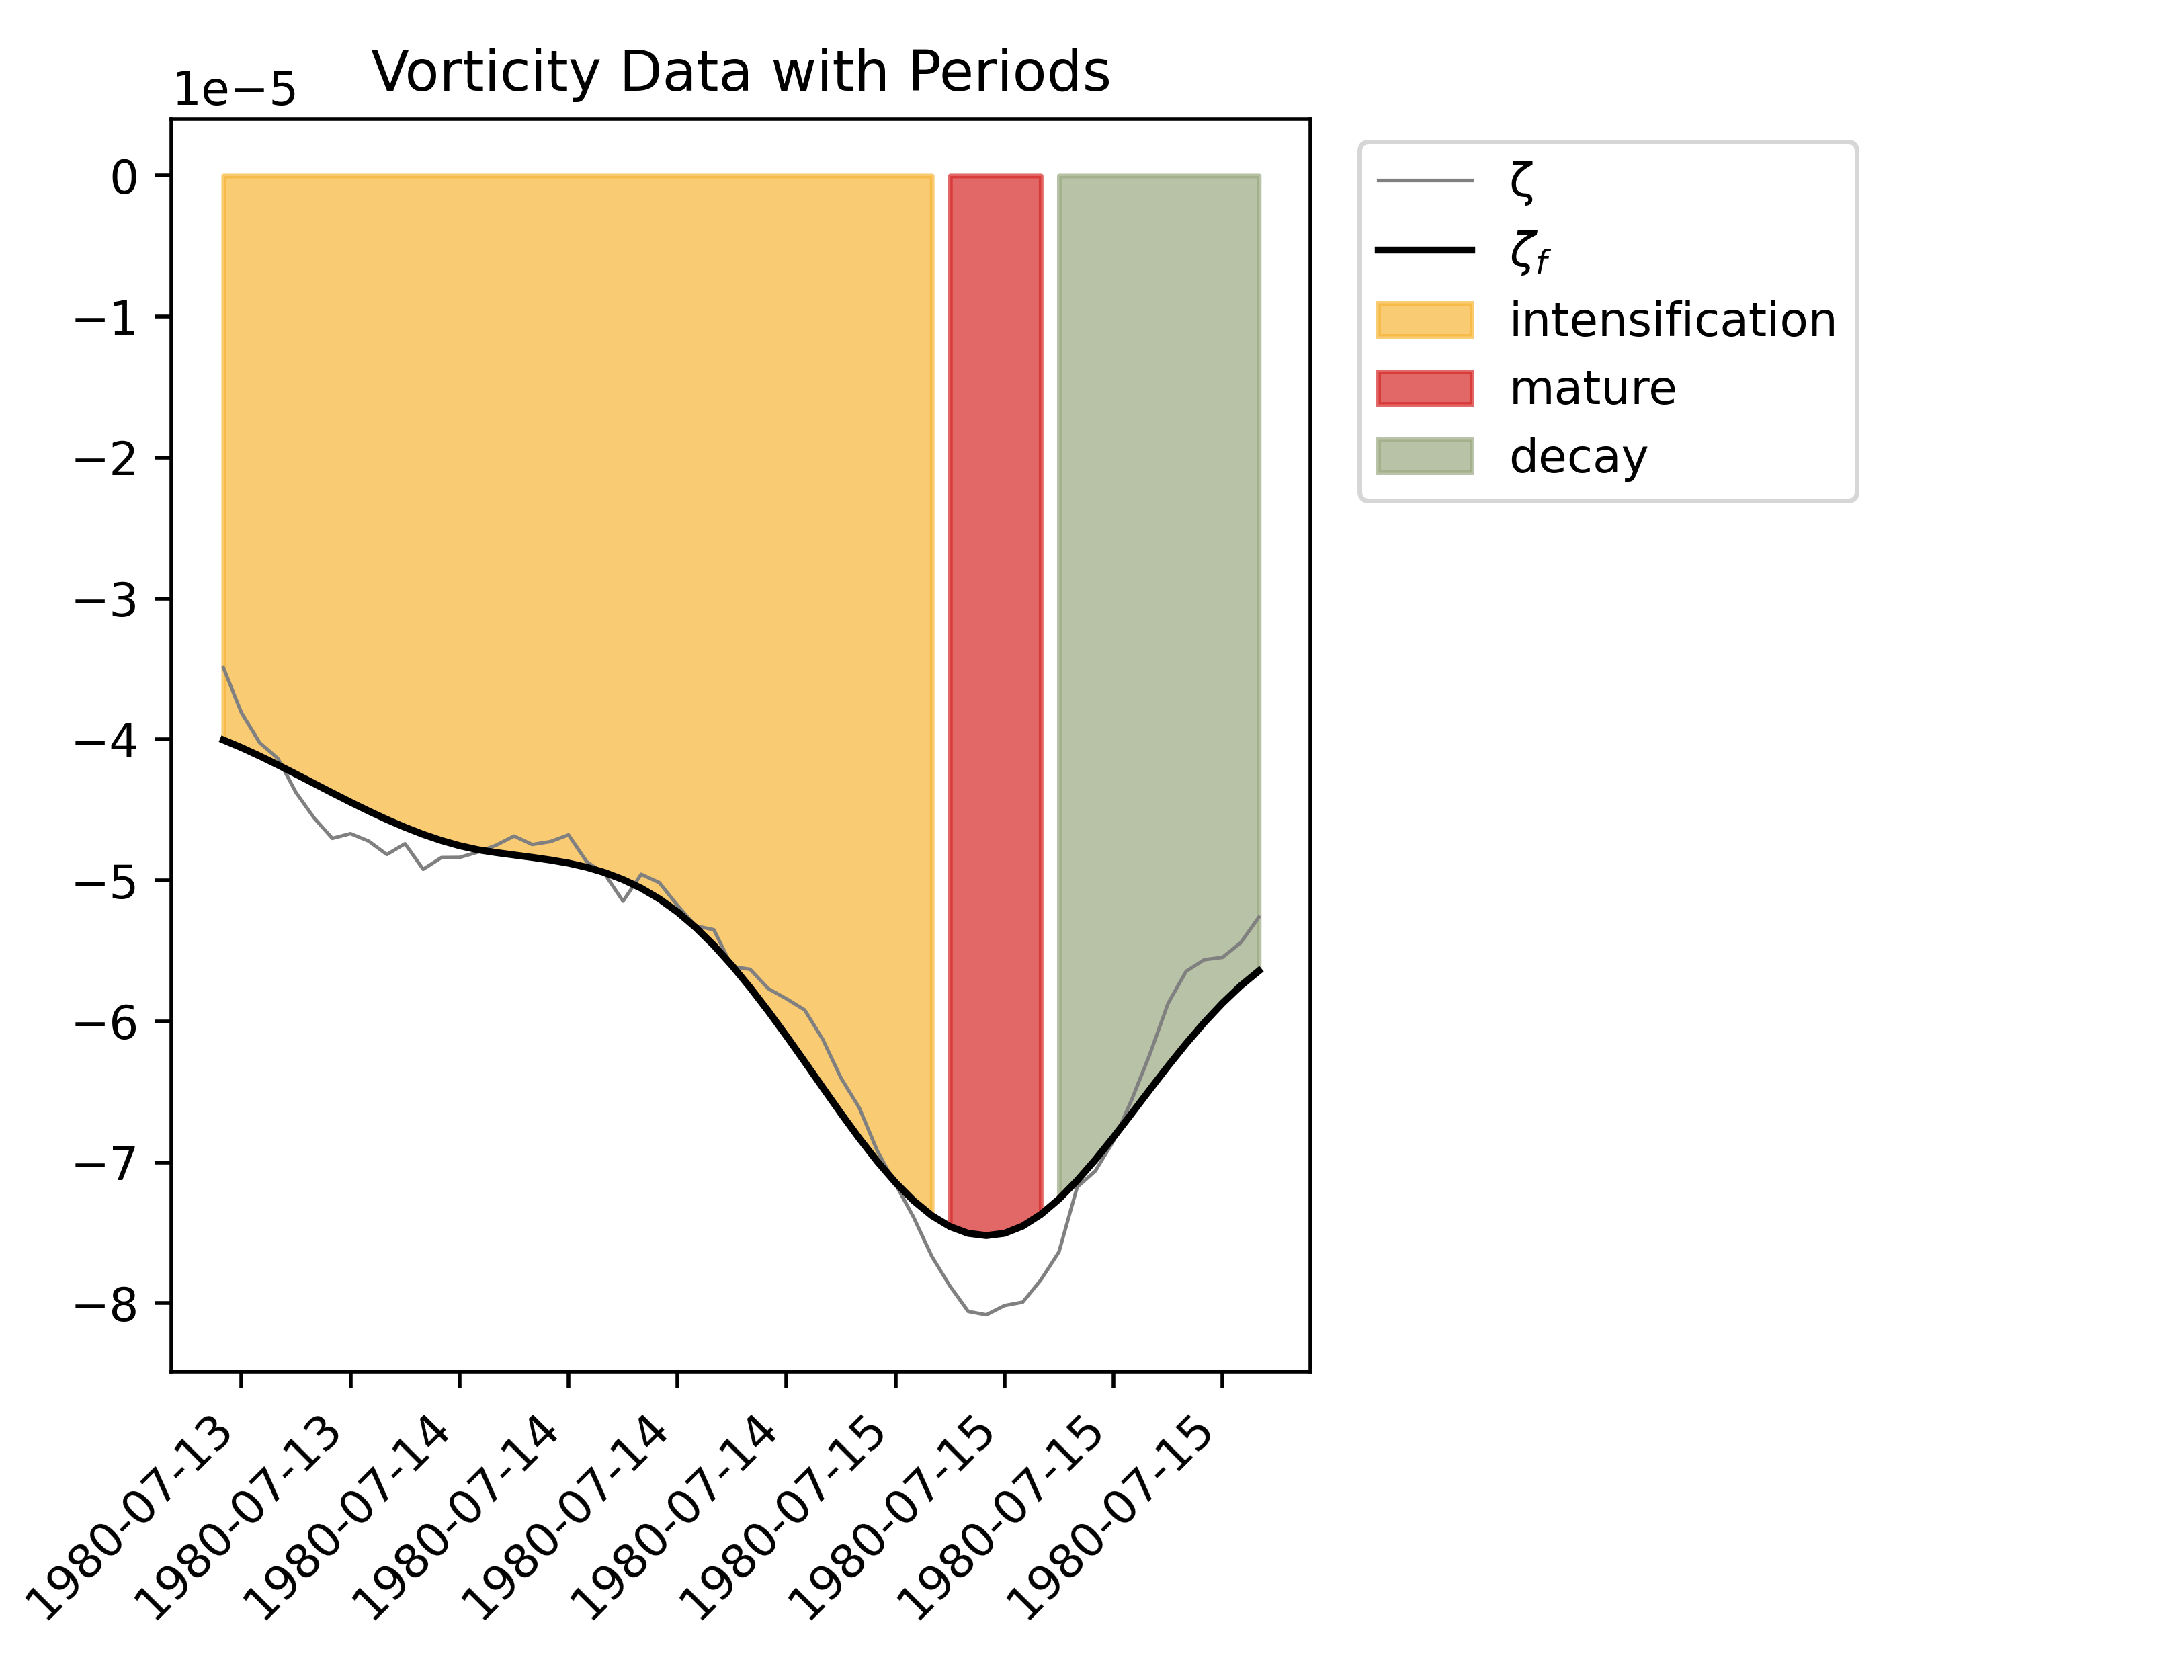 Vorticity Data with Periods
1e−5
0
−1
−2
−3
−4
−5
−6
−7
−8
1980-07-13
1980-07-13
1980-07-14
1980-07-14
1980-07-14
1980-07-14
1980-07-15
1980-07-15
1980-07-15
1980-07-15
ζ
ζf
intensification
mature
decay